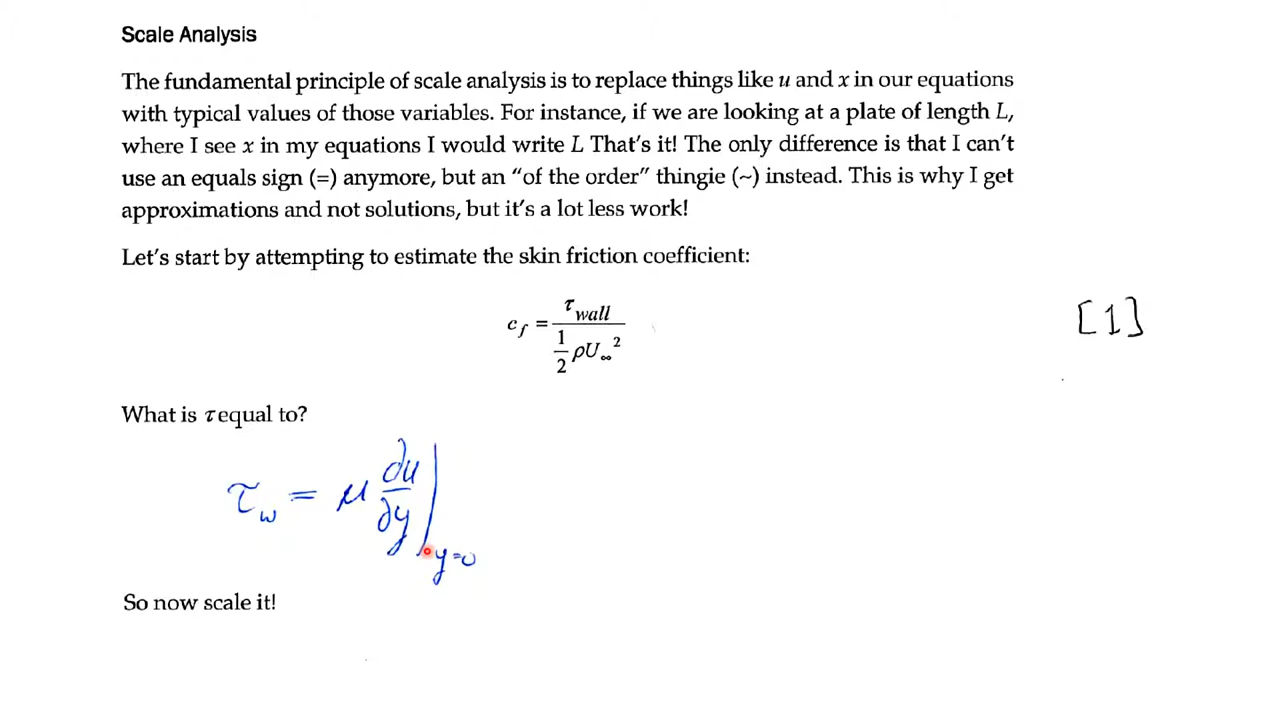 Scale Analysis
The fundamental principle of scale analysis is to replace things like u and x in our equations
with typical values of those variables. For instance, if we are looking at a plate of length L,
where I see x in my equations I would write L That's it! The only difference is that I can't
use an equals sign (=) anymore, but an “of the order” thingie (~) instead. This is why I get
approximations and not solutions, but it's a lot less work!
Let's start by attempting to estimate the skin friction coefficient:
c_f = τ_wall / (1/2 ρU_∞²) [1]
What is τ equal to?
τ_w = μ ∂u/∂y |_y=0
So now scale it!